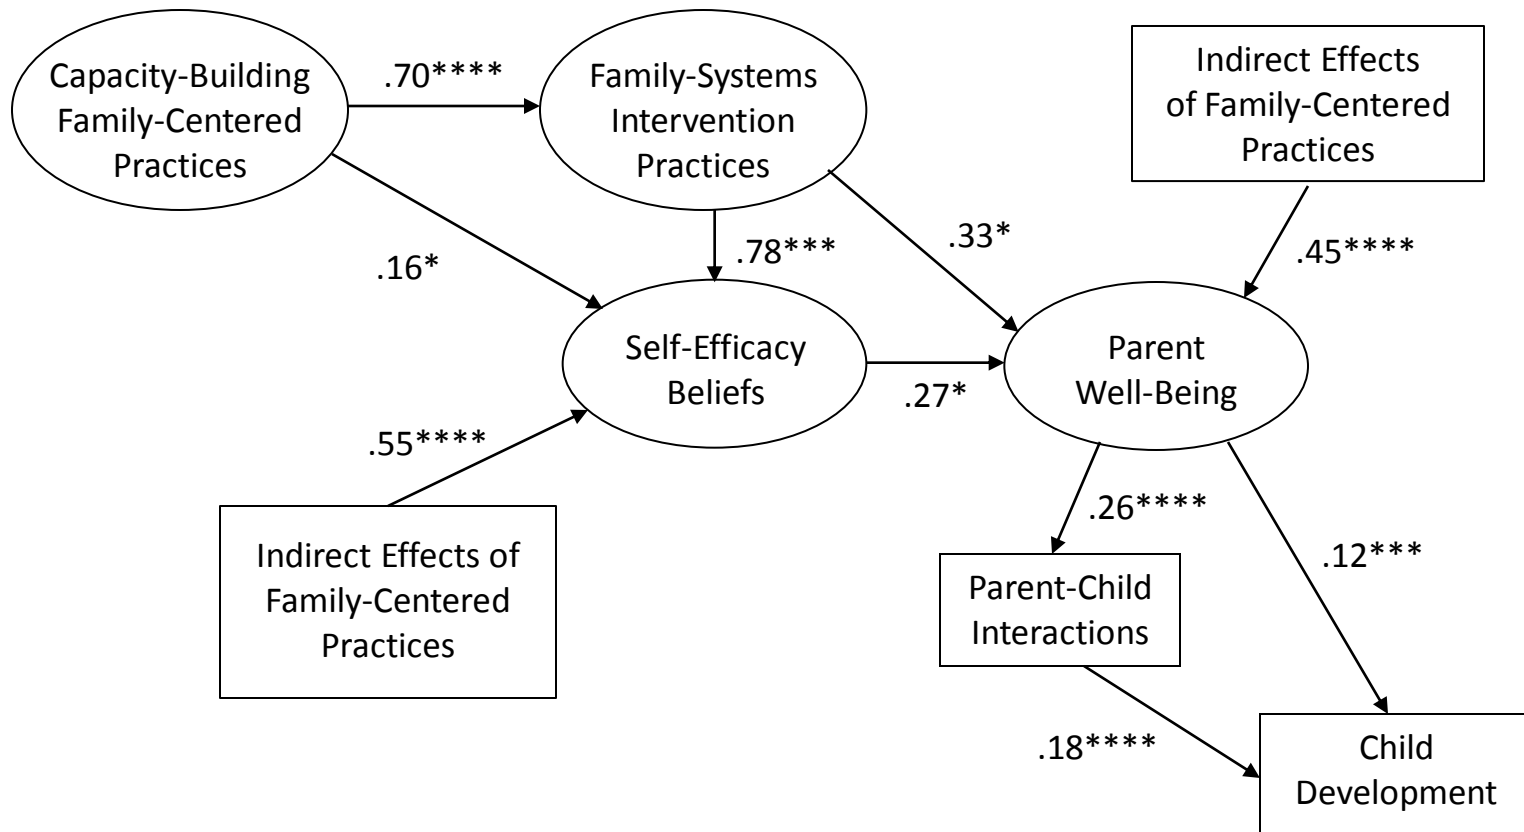 Capacity-Building
Family-Centered
Practices
.70****
Family-Systems
Intervention
Practices
Indirect Effects
of Family-Centered
Practices
.16*
.78***
.33*
.45****
Self-Efficacy
Beliefs
.27*
Parent
Well-Being
.55****
Indirect Effects of
Family-Centered
Practices
.26****
.12***
Parent-Child
Interactions
.18****
Child
Development